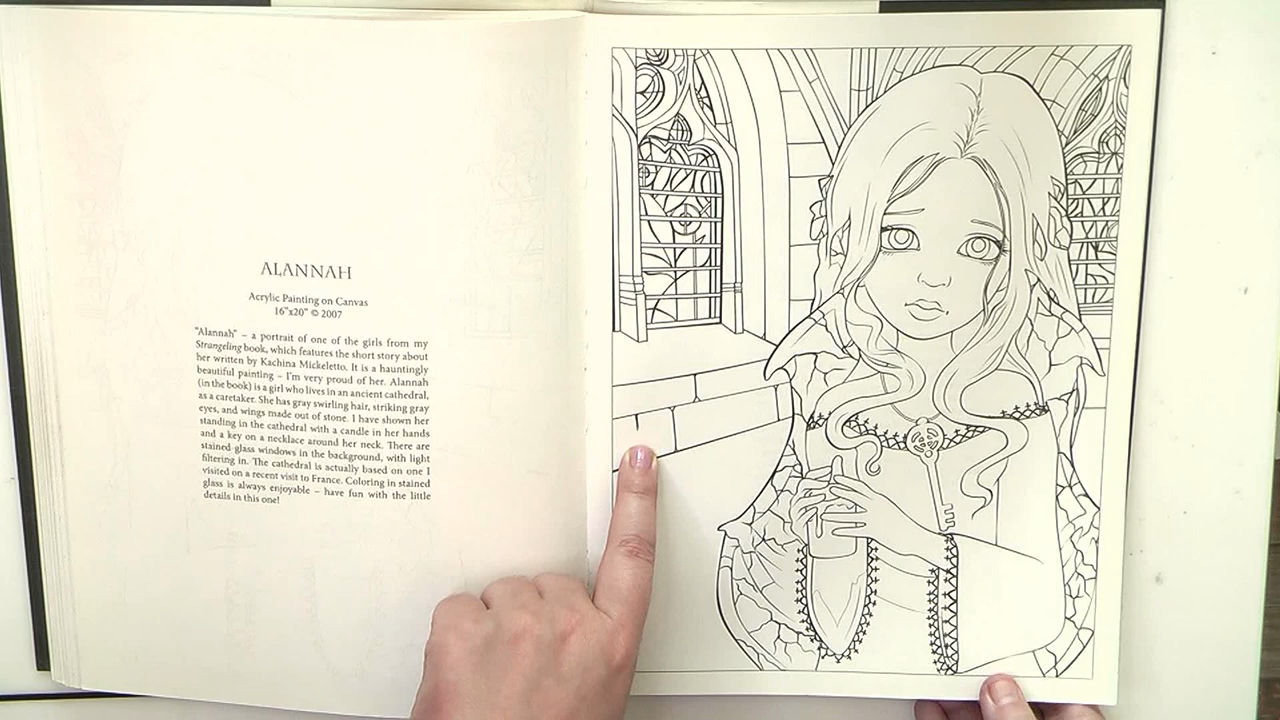 ALANNAH
Acrylic Painting on Canvas
16"x20" © 2007
"Alannah" – a portrait of one of the girls from my
Strangeling book, which features the short story about
her written by Kachina Mickeletto. It is a hauntingly
beautiful painting – I'm very proud of her. Alannah
(in the book) is a girl who lives in an ancient cathedral,
as a caretaker. She has gray swirling hair, striking gray
eyes, and wings made out of stone. I have shown her
standing in the cathedral with a candle in her hands
and a key on a necklace around her neck. There are
stained-glass windows in the background, with light
filtering in. The cathedral is actually based on one I
visited on a recent visit to France. Coloring in stained
glass is always enjoyable – have fun with the little
details in this one!